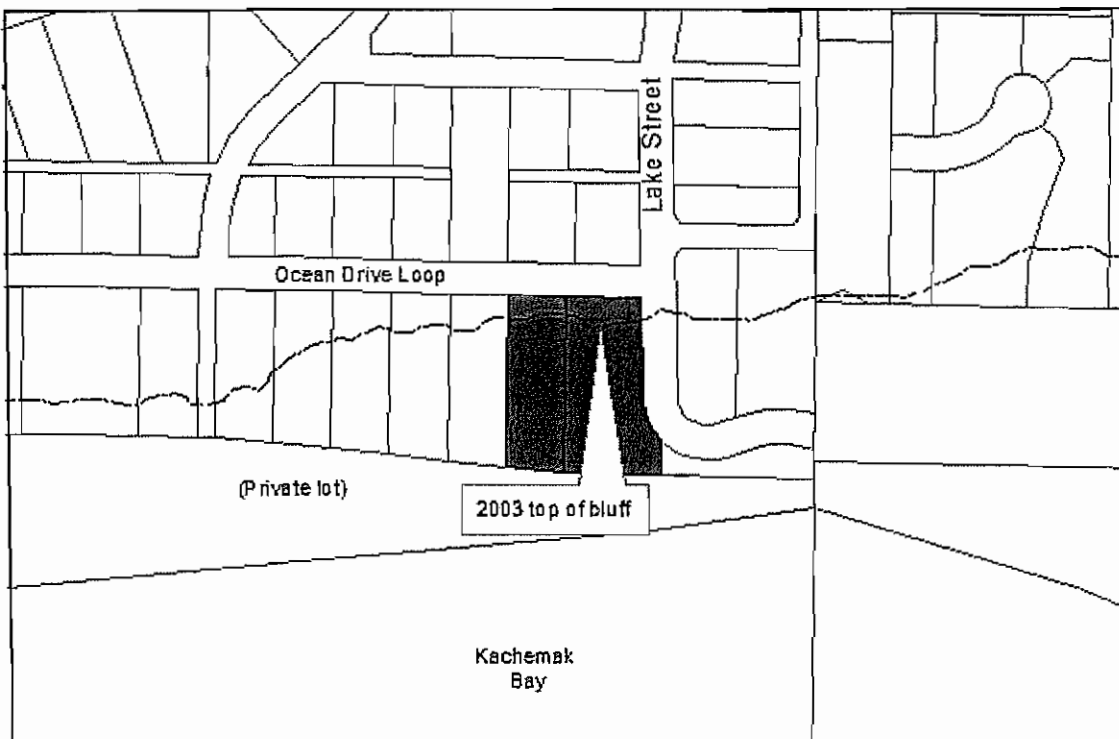 Lake Street
Ocean Drive Loop
(Private lot)
2003 top of bluff
Kachemak
Bay